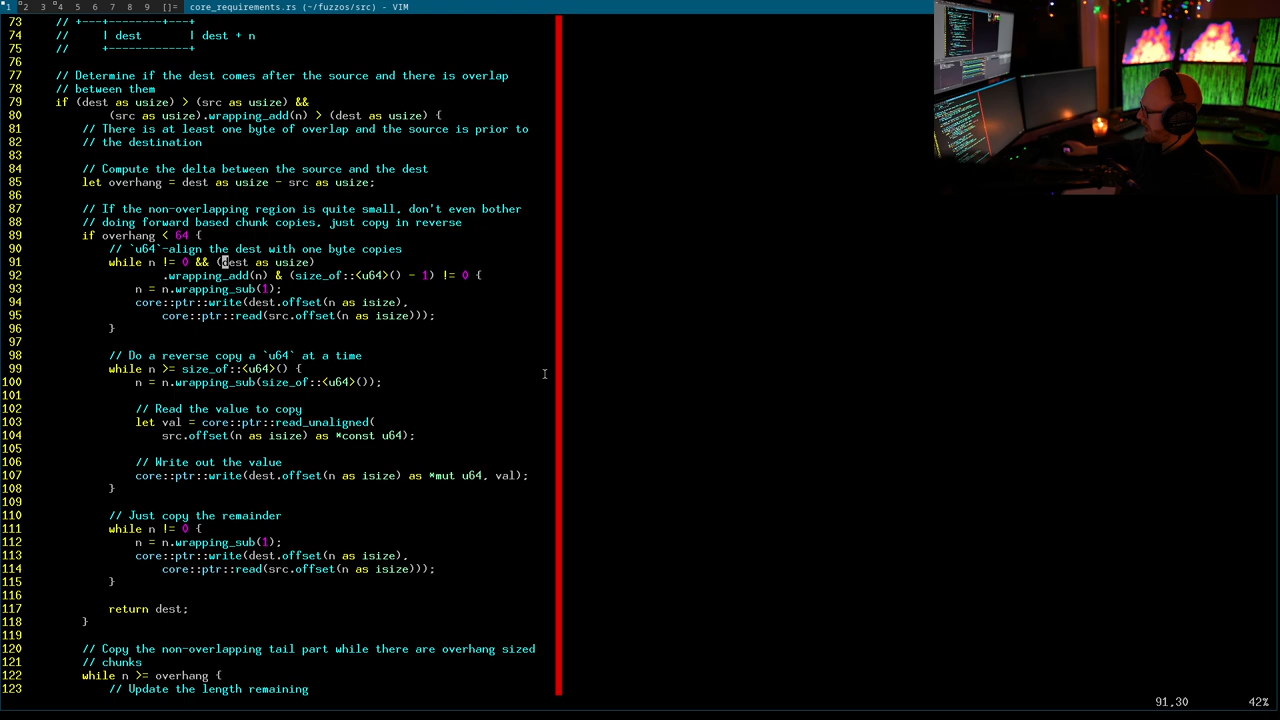 1 2 3 4 5 6 7 8 9 []= core_requirements.rs (~/fuzzos/src) - VIM
73 // +---+--------+---+
74 //     | dest       | dest + n
75 //     +------------+
76
77 // Determine if the dest comes after the source and there is overlap
78 // between them
79 if (dest as usize) > (src as usize) &&
80 (src as usize).wrapping_add(n) > (dest as usize) {
81 // There is at least one byte of overlap and the source is prior to
82 // the destination
83
84 // Compute the delta between the source and the dest
85 let overhang = dest as usize - src as usize;
86
87 // If the non-overlapping region is quite small, don't even bother
88 // doing forward based chunk copies, just copy in reverse
89 if overhang < 64 {
90 // `u64`-align the dest with one byte copies
91 while n != 0 && (dest as usize)
92 .wrapping_add(n) & (size_of::<u64>() - 1) != 0 {
93 n = n.wrapping_sub(1);
94 core::ptr::write(dest.offset(n as isize),
95 core::ptr::read(src.offset(n as isize)));
96 }
97
98 // Do a reverse copy a `u64` at a time
99 while n >= size_of::<u64>() {
100 n = n.wrapping_sub(size_of::<u64>());
101
102 // Read the value to copy
103 let val = core::ptr::read_unaligned(
104 src.offset(n as isize) as *const u64);
105
106 // Write out the value
107 core::ptr::write(dest.offset(n as isize) as *mut u64, val);
108 }
109
110 // Just copy the remainder
111 while n != 0 {
112 n = n.wrapping_sub(1);
113 core::ptr::write(dest.offset(n as isize),
114 core::ptr::read(src.offset(n as isize)));
115 }
116
117 return dest;
118 }
119
120 // Copy the non-overlapping tail part while there are overhang sized
121 // chunks
122 while n >= overhang {
123 // Update the length remaining
91,30 42%